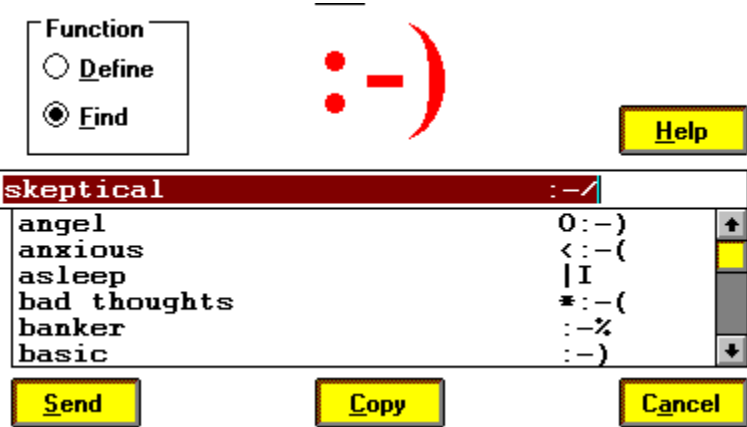 Function
Define
Find
:-)
Help
skeptical :-/
angel O:-)
anxious <:-(
asleep |I
bad thoughts *:-(
banker :-%
basic :-)
Send Copy Cancel